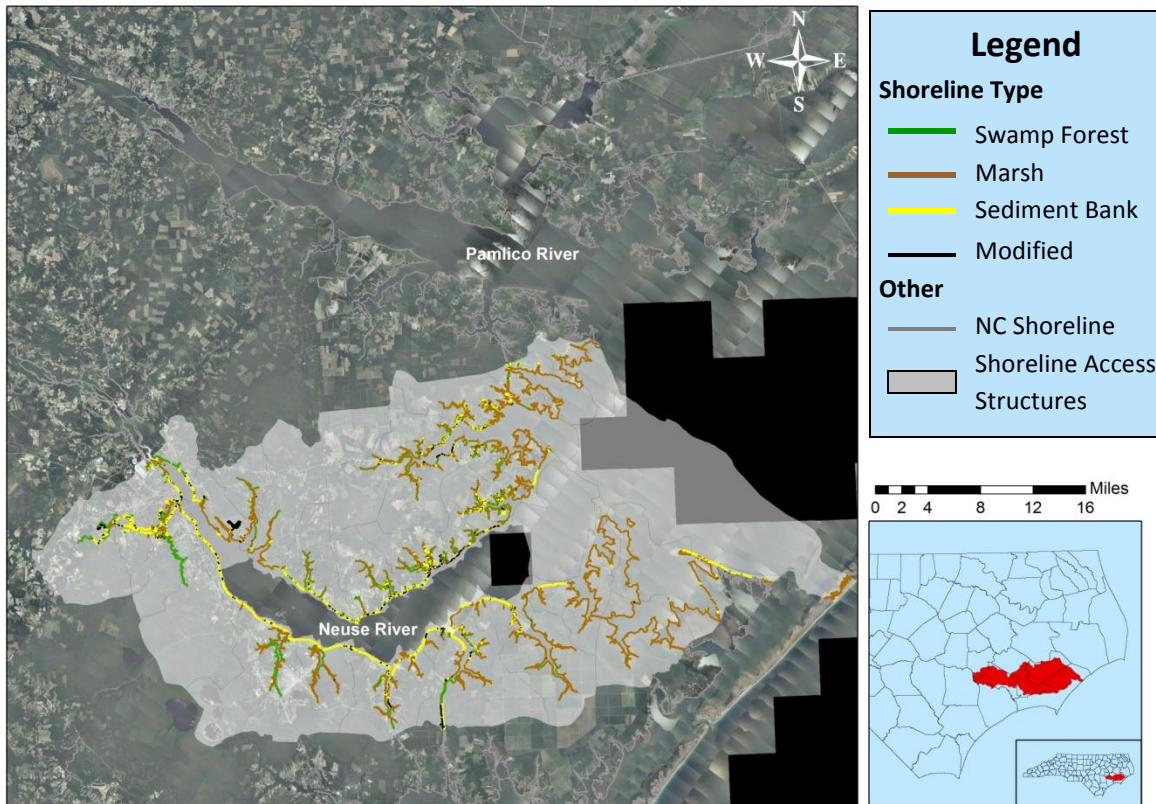 N
W E
S
Pamlico River
Neuse River
Legend
Shoreline Type
Swamp Forest
Marsh
Sediment Bank
Modified
Other
NC Shoreline
Shoreline Access
Structures
Miles
0 2 4 8 12 16